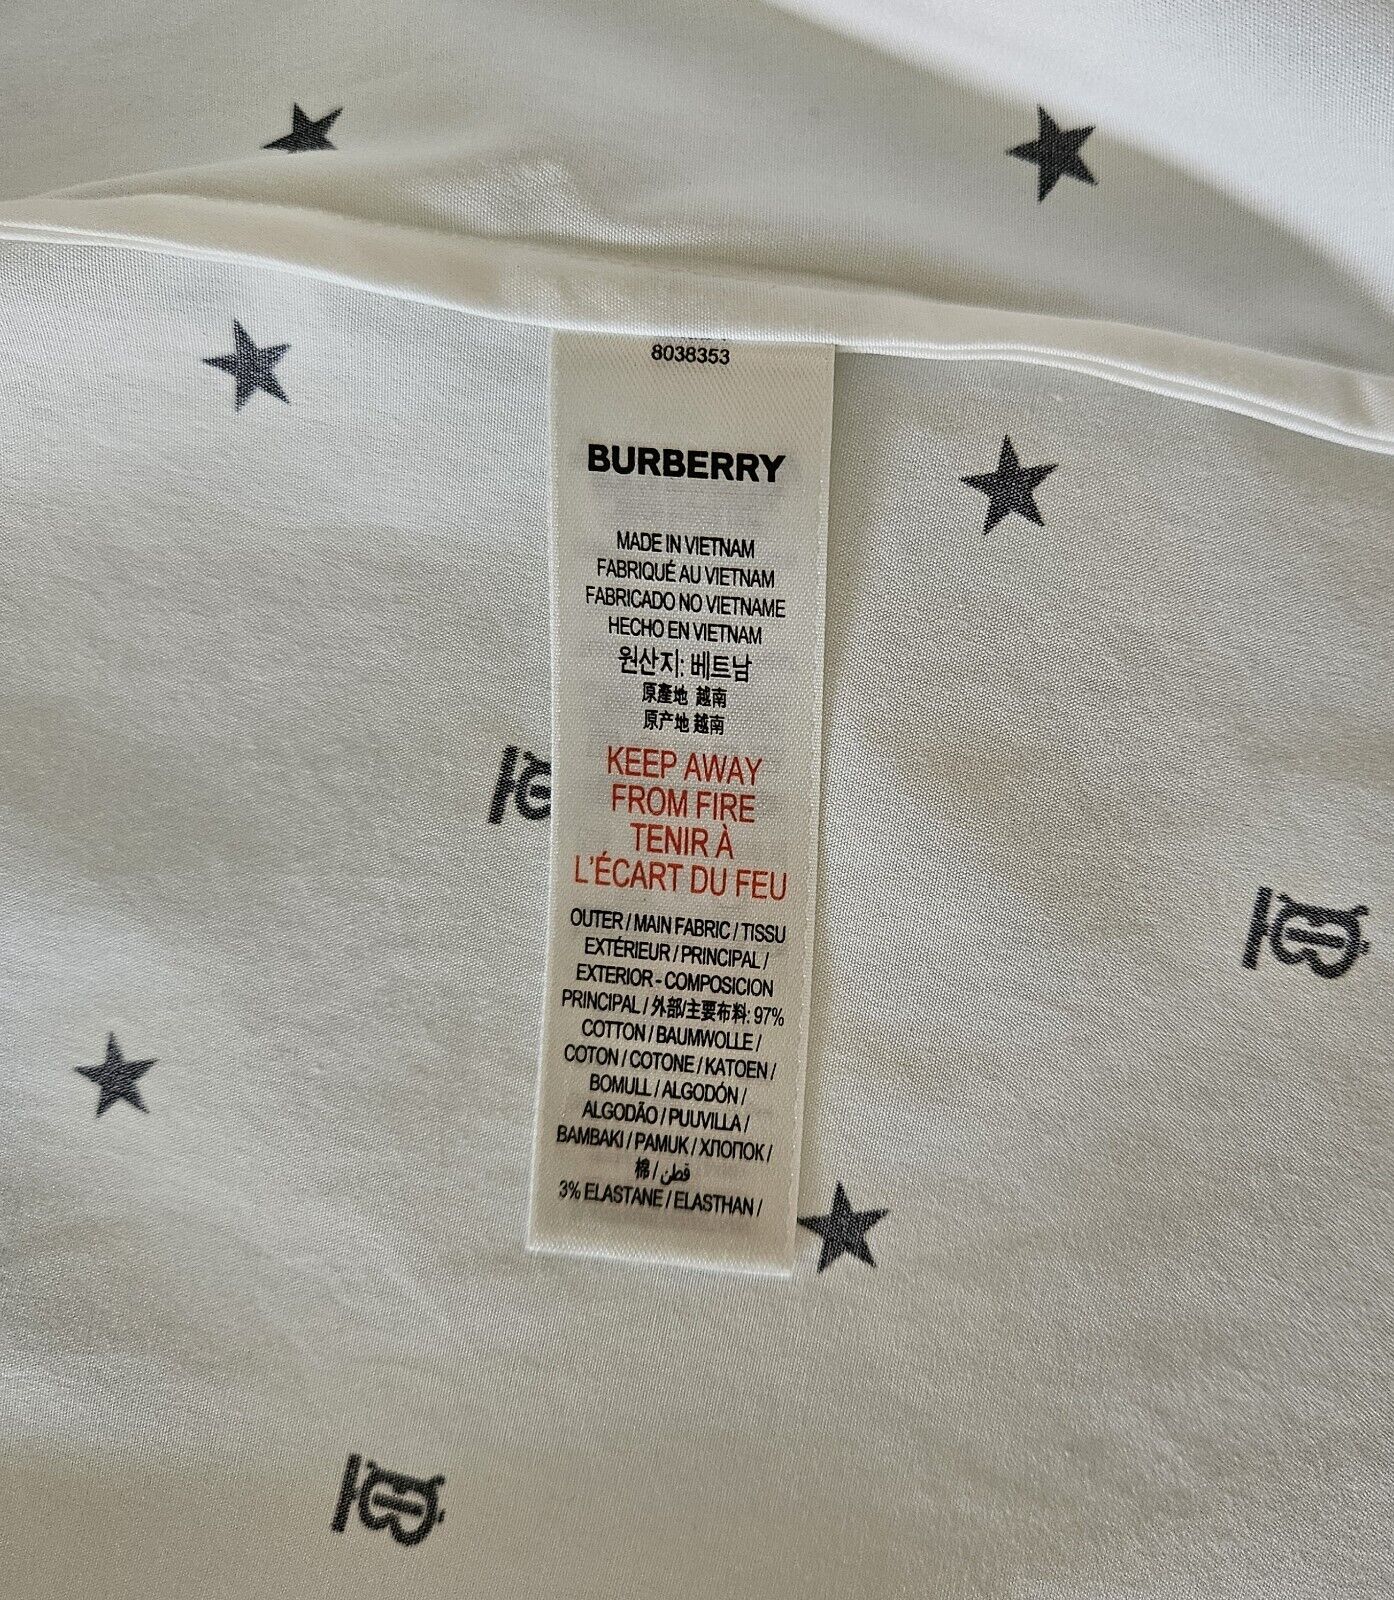 8038353
BURBERRY
MADE IN VIETNAM
FABRIQUÉ AU VIETNAM
FABRICADO NO VIETNAME
HECHO EN VIETNAM
원산지: 베트남
原產地 越南
原产地 越南
KEEP AWAY
FROM FIRE
TENIR À
L'ÉCART DU FEU
OUTER / MAIN FABRIC / TISSU
EXTÉRIEUR / PRINCIPAL /
EXTERIOR - COMPOSICION
PRINCIPAL / 外部/主要布料: 97%
COTTON / BAUMWOLLE /
COTON / COTONE / KATOEN /
BOMULL / ALGODÓN /
ALGODÃO / PUUVILLA /
BAMBAKI / PAMUK / ХЛОПОК /
棉 / قطن
3% ELASTANE / ELASTHAN /